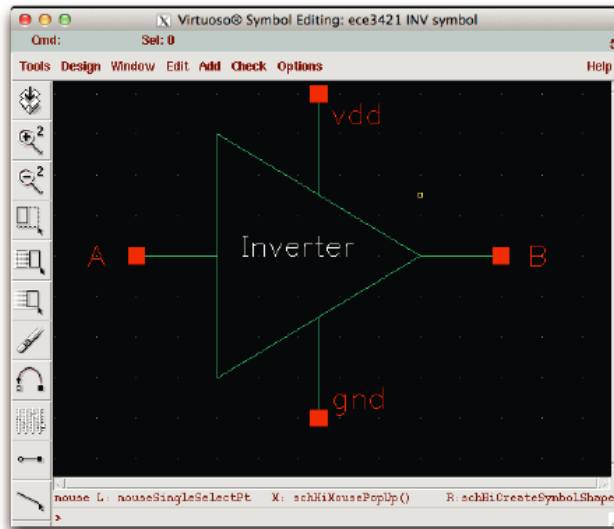 Virtuoso® Symbol Editing: ece3421 INV symbol
Cmd: Sel: 0
Tools Design Window Edit Add Check Options Help
vdd
A Inverter B
gnd
mouse L: mouseSingleSelectPt M: schHiMousePopUp() R:schHiCreateSymbolShape
>